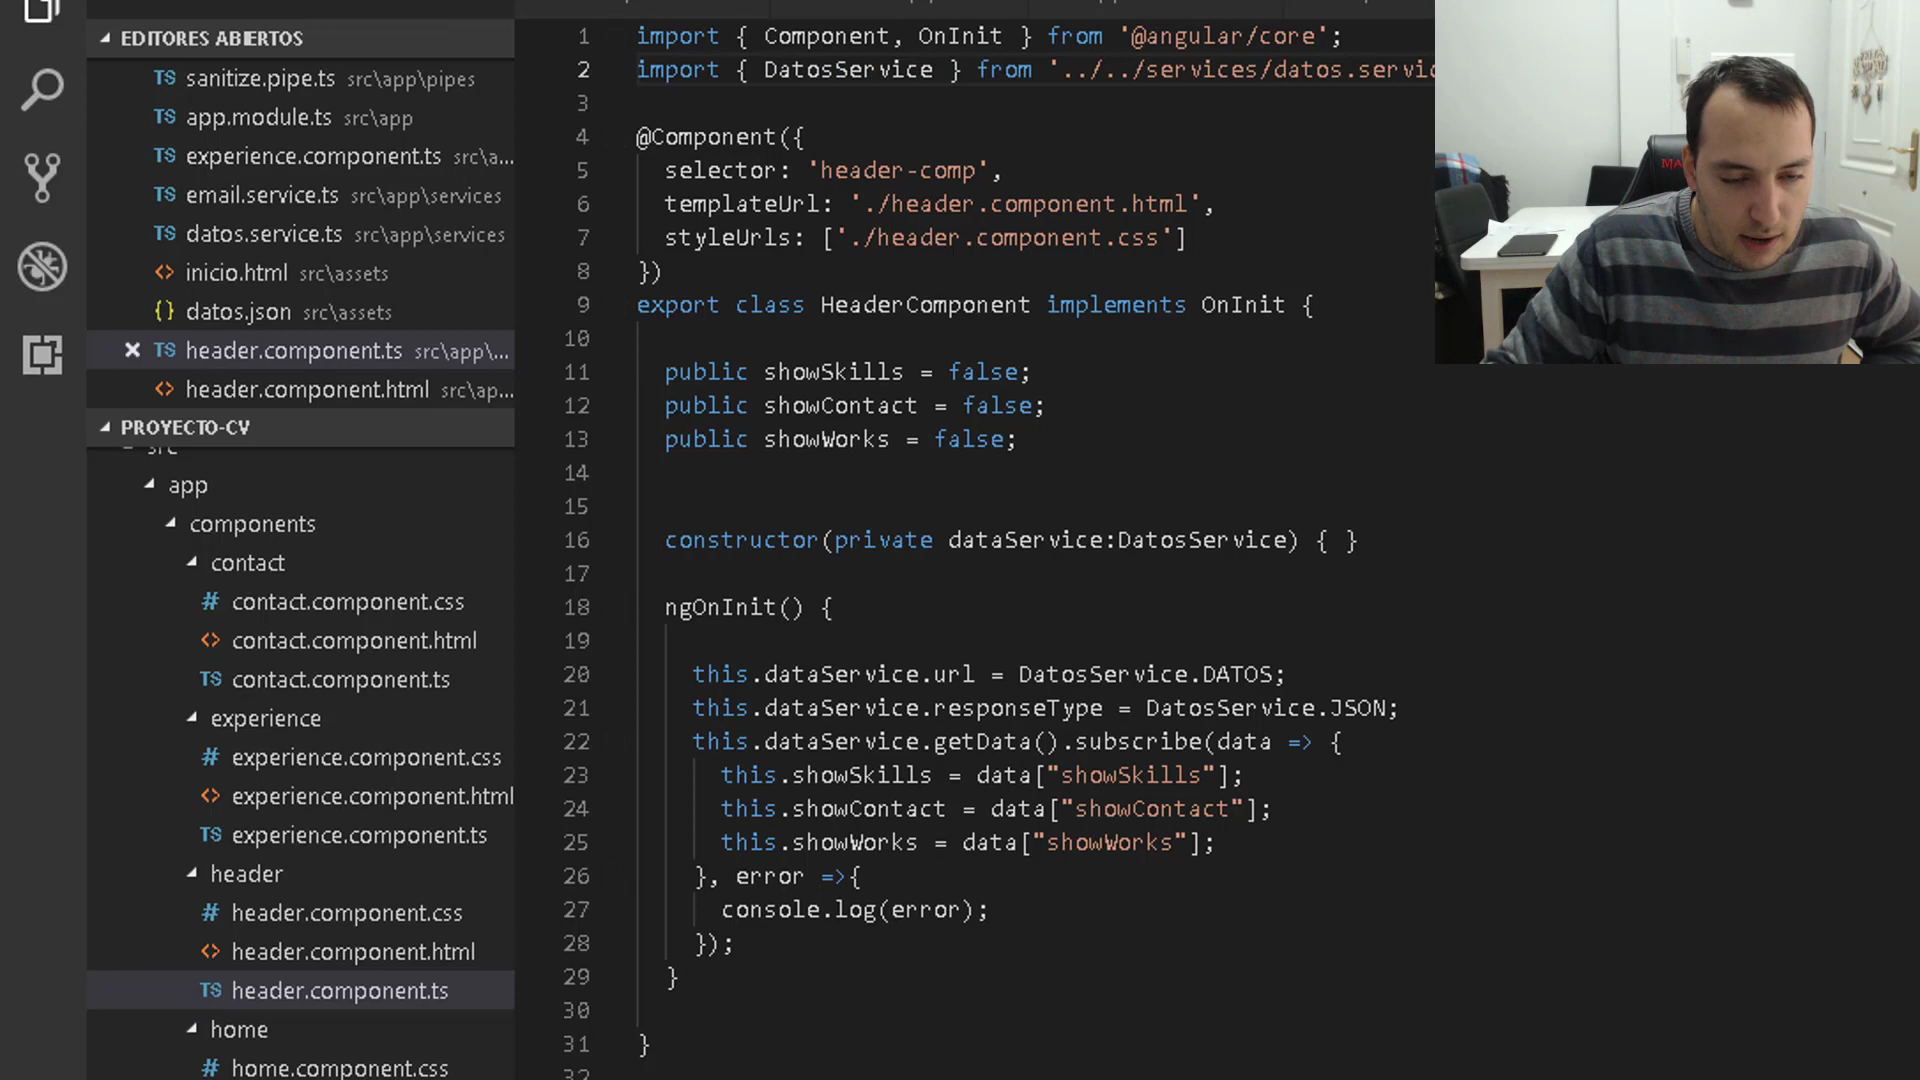 EDITORES ABIERTOS
TS sanitize.pipe.ts src\app\pipes
TS app.module.ts src\app
TS experience.component.ts src\a...
TS email.service.ts src\app\services
TS datos.service.ts src\app\services
<> inicio.html src\assets
{} datos.json src\assets
TS header.component.ts src\app\...
<> header.component.html src\ap...
PROYECTO-CV
src
app
components
contact
# contact.component.css
<> contact.component.html
TS contact.component.ts
experience
# experience.component.css
<> experience.component.html
TS experience.component.ts
header
# header.component.css
<> header.component.html
TS header.component.ts
home
# home.component.css
1 import { Component, OnInit } from '@angular/core';
2 import { DatosService } from '../../services/datos.servic
3
4 @Component({
5 selector: 'header-comp',
6 templateUrl: './header.component.html',
7 styleUrls: ['./header.component.css']
8 })
9 export class HeaderComponent implements OnInit {
10
11 public showSkills = false;
12 public showContact = false;
13 public showWorks = false;
14
15
16 constructor(private dataService:DatosService) { }
17
18 ngOnInit() {
19
20 this.dataService.url = DatosService.DATOS;
21 this.dataService.responseType = DatosService.JSON;
22 this.dataService.getData().subscribe(data => {
23 this.showSkills = data["showSkills"];
24 this.showContact = data["showContact"];
25 this.showWorks = data["showWorks"];
26 }, error =>{
27 console.log(error);
28 });
29 }
30
31 }
32
MA